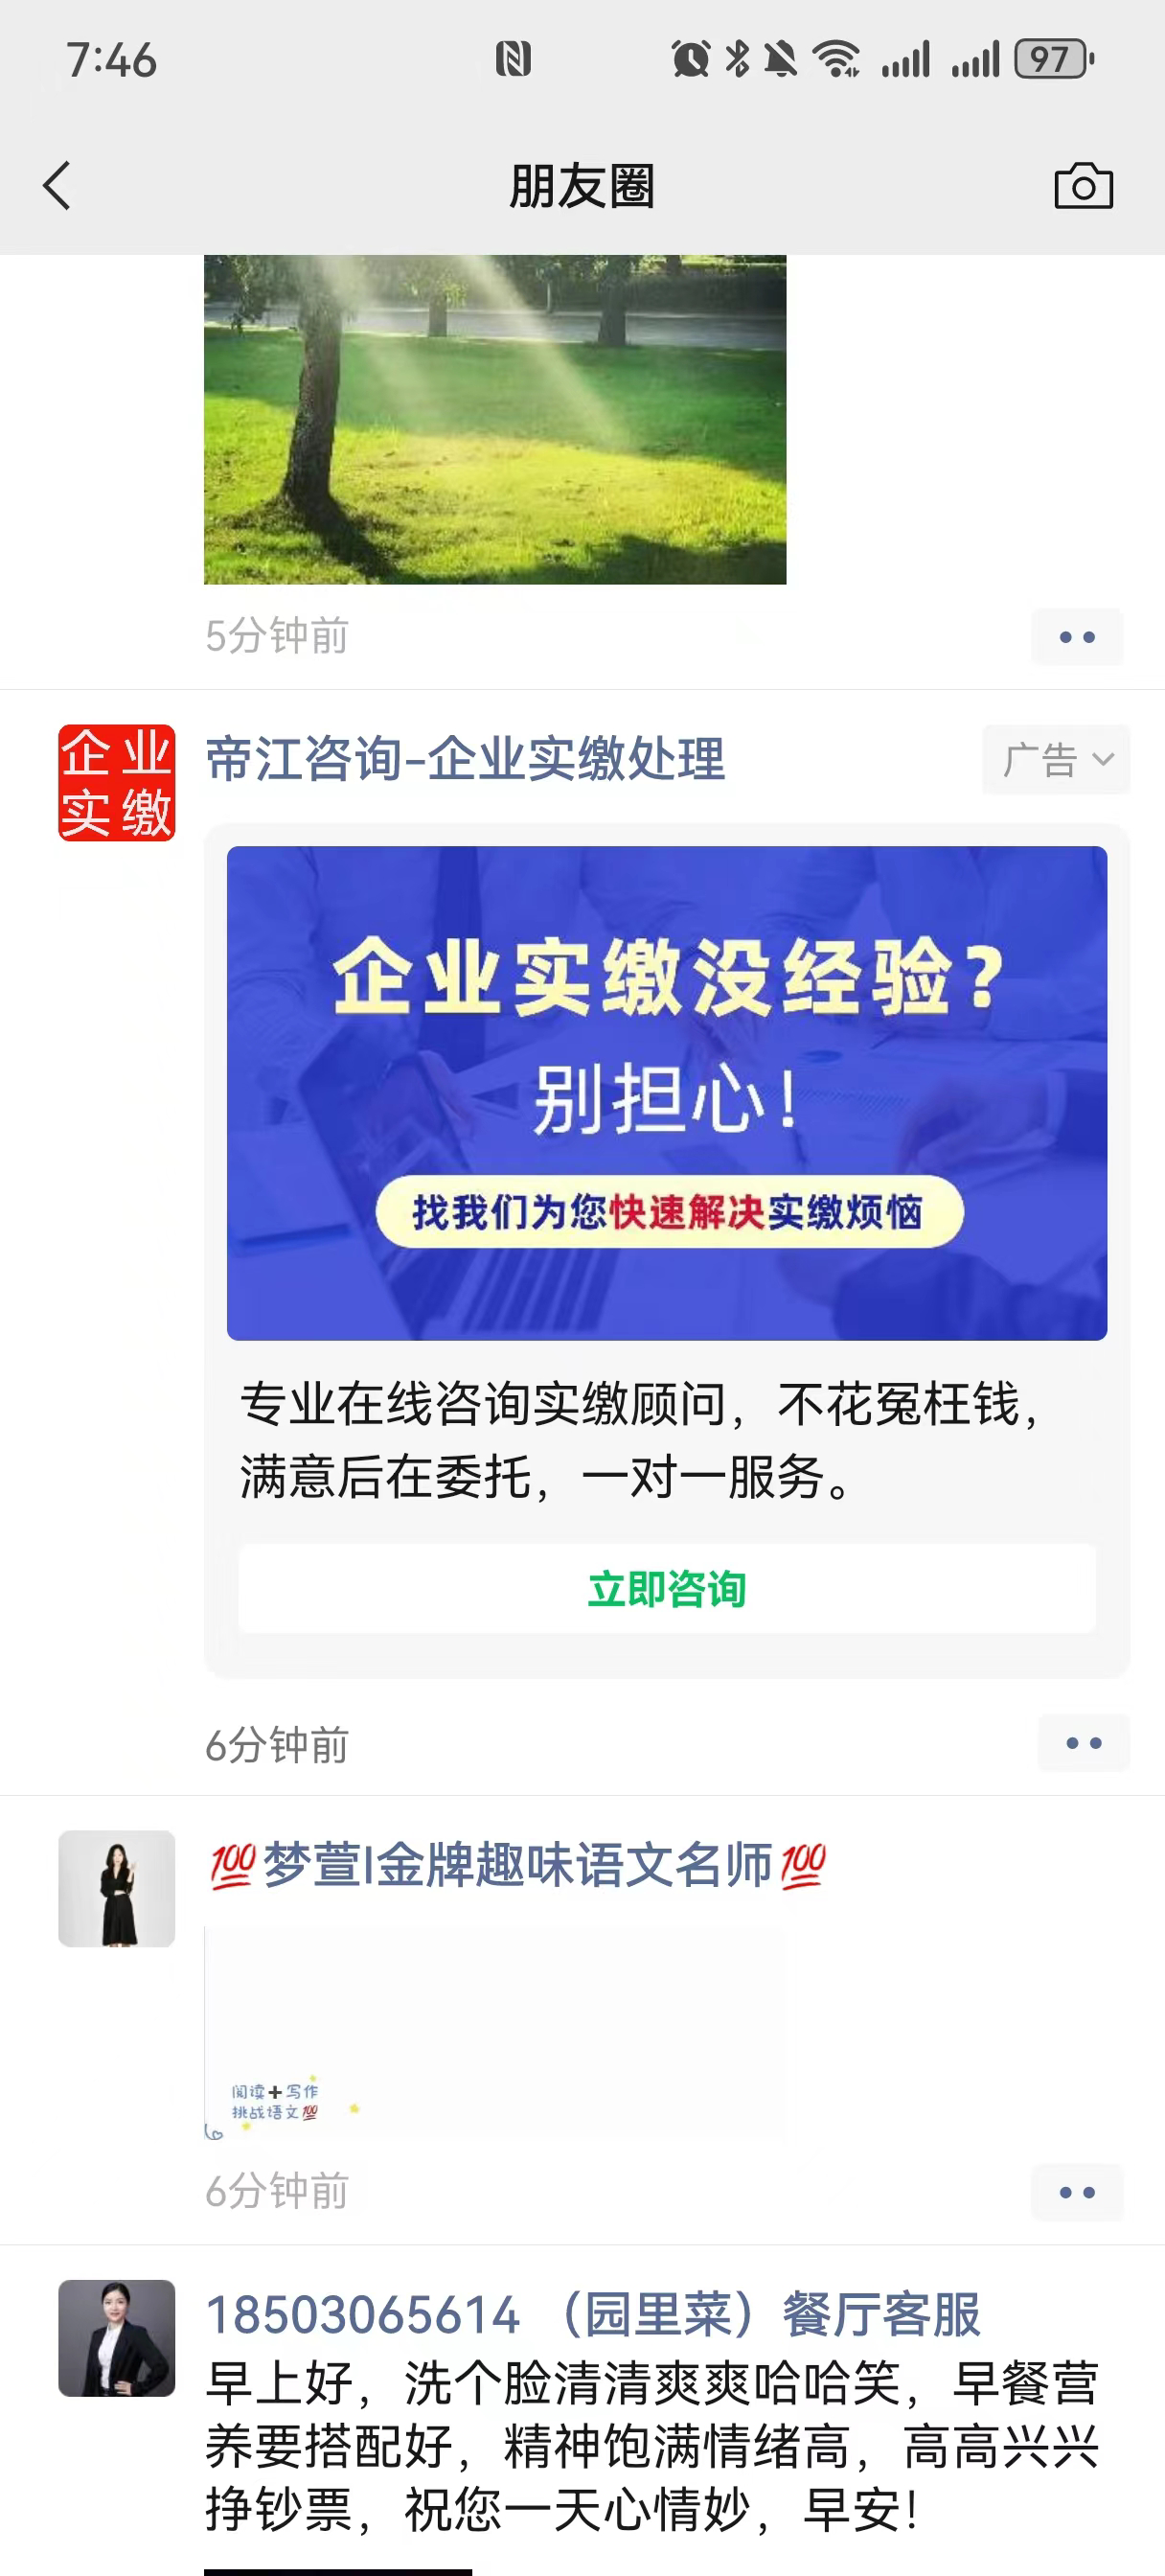 7:46
97
朋友圈
5分钟前
企业
实缴
帝江咨询-企业实缴处理
广告
企业实缴没经验?
别担心!
找我们为您快速解决实缴烦恼
专业在线咨询实缴顾问，不花冤枉钱，
满意后在委托，一对一服务。
立即咨询
6分钟前
💯梦萱l金牌趣味语文名师💯
阅读➕写作
挑战语文💯
6分钟前
18503065614 （园里菜）餐厅客服
早上好，洗个脸清清爽爽哈哈笑，早餐营
养要搭配好，精神饱满情绪高，高高兴兴
挣钞票，祝您一天心情妙，早安!